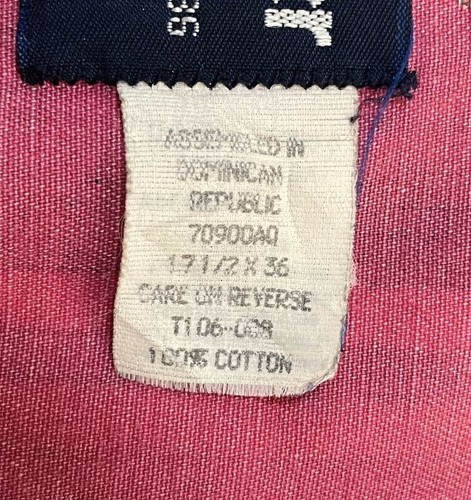 ASSEMBLED IN
DOMINICAN
REPUBLIC
70900AQ
17 1/2 X 36
CARE ON REVERSE
T106-008
100% COTTON